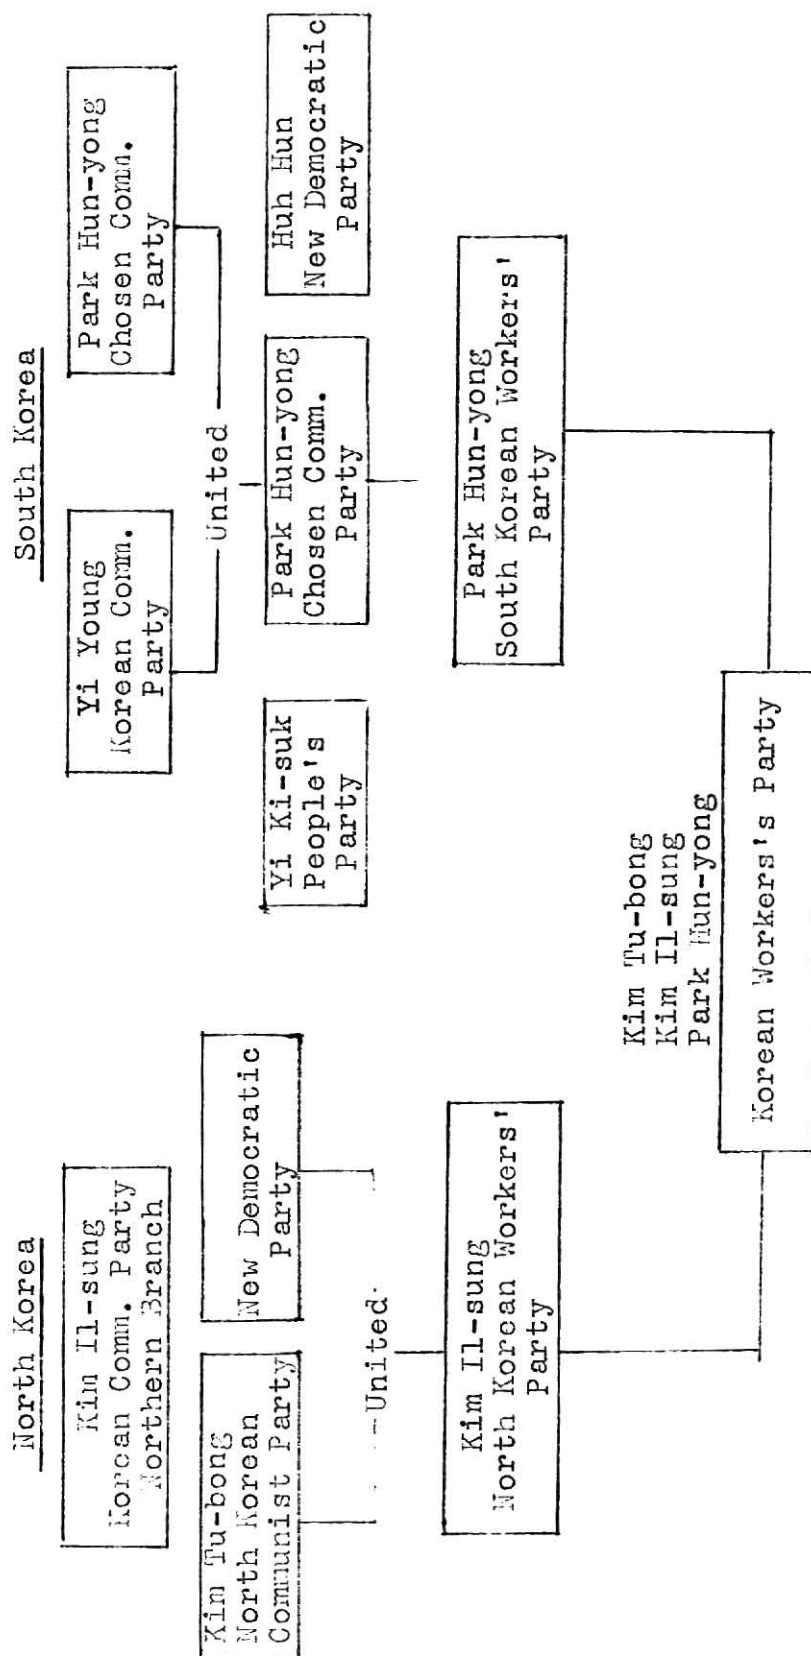 North Korea
South Korea
Kim Il-sung
Korean Comm. Party
Northern Branch
Yi Young
Korean Comm.
Party
Park Hun-yong
Chosen Comm.
Party
United
Kim Tu-bong
North Korean
Communist Party
New Democratic
Party
Yi Ki-suk
People's
Party
Park Hun-yong
Chosen Comm.
Party
Huh Hun
New Democratic
Party
United
Kim Il-sung
North Korean Workers'
Party
Park Hun-yong
South Korean Workers'
Party
Kim Tu-bong
Kim Il-sung
Park Hun-yong
Korean Workers's Party